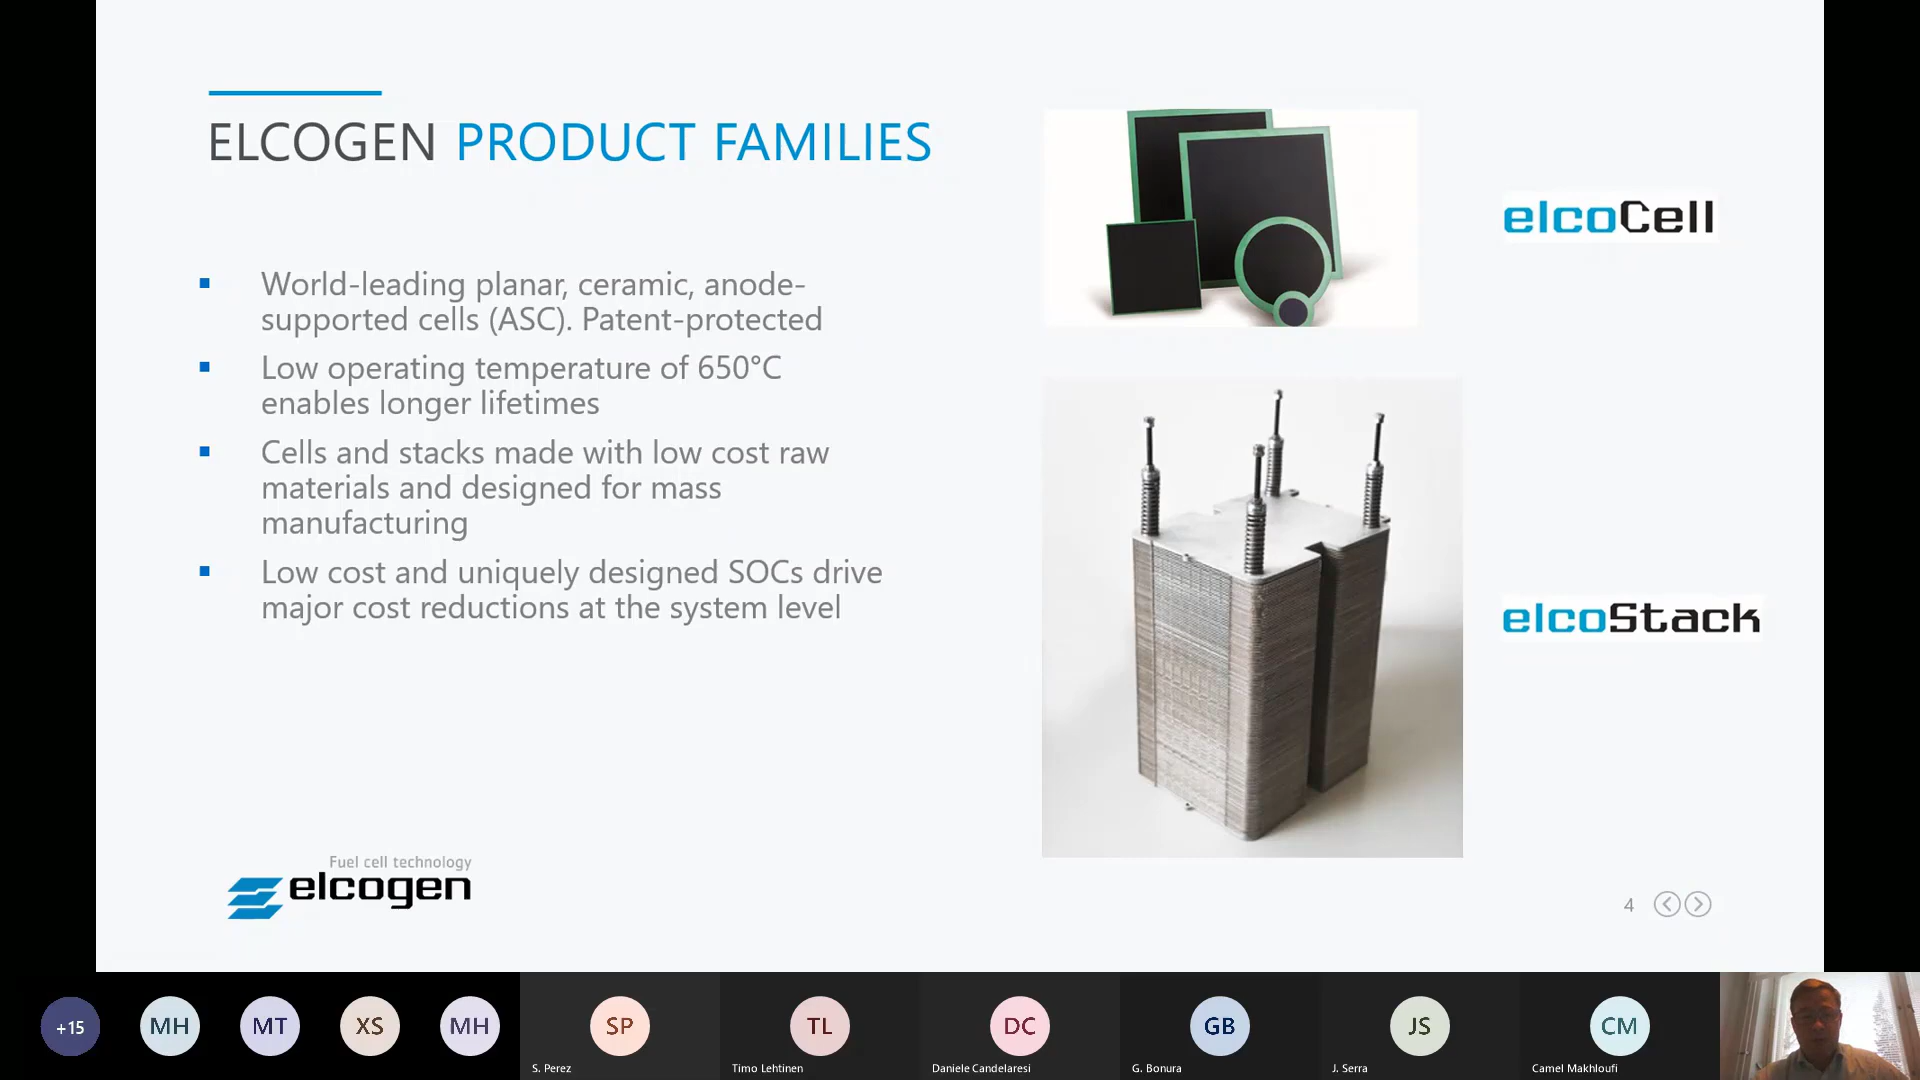 ELCOGEN PRODUCT FAMILIES
World-leading planar, ceramic, anode-
supported cells (ASC). Patent-protected
Low operating temperature of 650°C
enables longer lifetimes
Cells and stacks made with low cost raw
materials and designed for mass
manufacturing
Low cost and uniquely designed SOCs drive
major cost reductions at the system level
elcoCell
elcoStack
Fuel cell technology
elcogen
4
+15
MH
MT
XS
MH
SP
S. Perez
TL
Timo Lehtinen
DC
Daniele Candelaresi
GB
G. Bonura
JS
J. Serra
CM
Camel Makhloufi